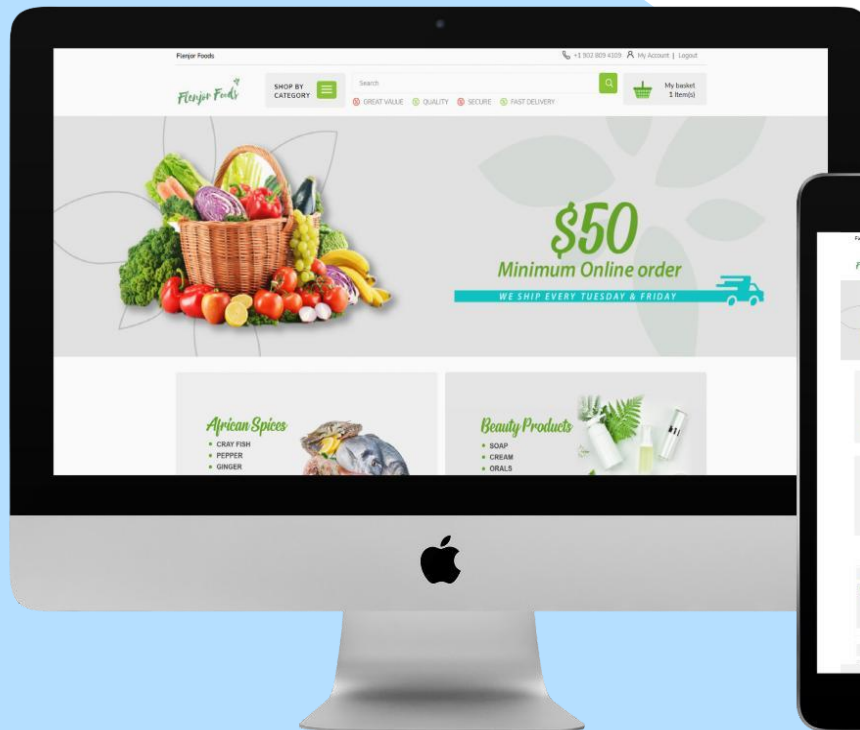 Flenjor Foods
+1 902 809 4309 My Account | Logout
Flenjor Foods
SHOP BY
CATEGORY
Search
My basket
1 Item(s)
GREAT VALUE QUALITY SECURE FAST DELIVERY
$50
Minimum Online order
WE SHIP EVERY TUESDAY & FRIDAY
African Spices
CRAY FISH
PEPPER
GINGER
Beauty Products
SOAP
CREAM
ORALS